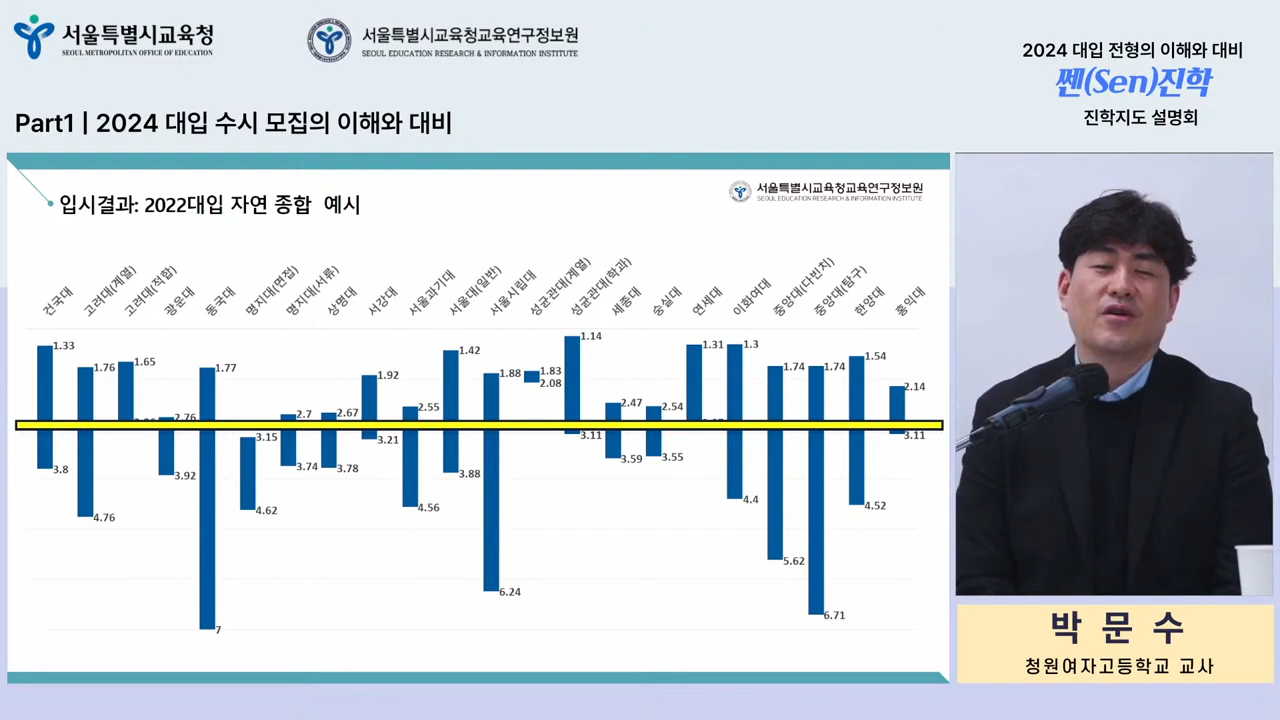 서울특별시교육청
SEOUL METROPOLITAN OFFICE OF EDUCATION
서울특별시교육청교육연구정보원
SEOUL EDUCATION RESEARCH & INFORMATION INSTITUTE
2024 대입 전형의 이해와 대비
쎈(Sen)진학
진학지도 설명회
Part1 | 2024 대입 수시 모집의 이해와 대비
입시결과: 2022대입 자연 종합 예시
서울특별시교육청교육연구정보원
SEOUL EDUCATION RESEARCH & INFORMATION INSTITUTE
건국대
고려대(계열)
고려대(학업)
광운대
동국대
명지대(면접)
명지대(서류)
상명대
서강대
서울과기대
서울대(일반)
서울시립대
성균관대(계열)
성균관대(학과)
세종대
숭실대
연세대
이화여대
중앙대(다빈치)
중앙대(탐구)
한양대
홍익대
1.33
1.76
1.65
2.76
1.77
3.15
2.7
2.67
1.92
2.55
1.42
1.88
1.83
2.08
1.14
2.47
2.54
1.31
1.3
1.74
1.74
1.54
2.14
3.8
4.76
3.92
7
4.62
3.74
3.78
3.21
4.56
3.88
6.24
3.11
3.59
3.55
4.4
5.62
6.71
4.52
3.11
박 문 수
청원여자고등학교 교사